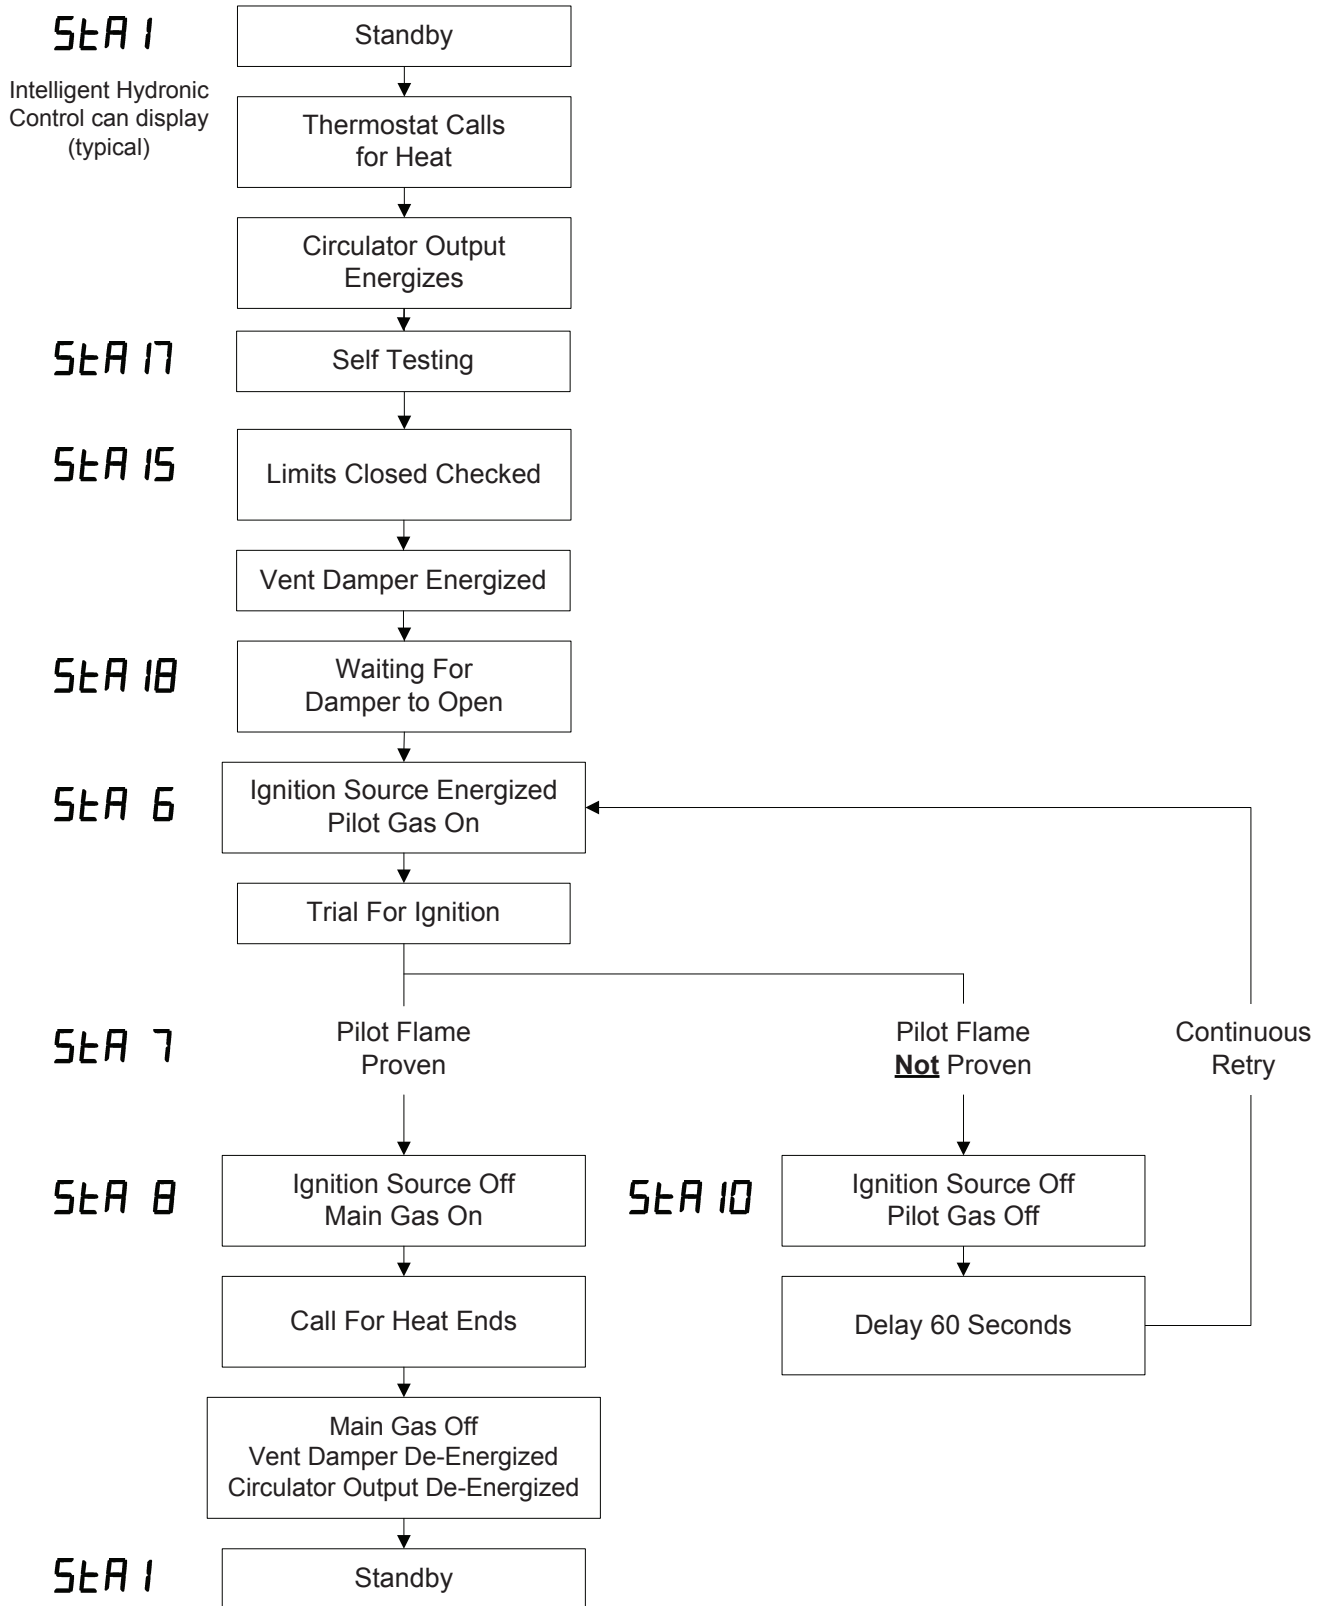 StA 1
Standby
Intelligent Hydronic
Control can display
(typical)
Thermostat Calls
for Heat
Circulator Output
Energizes
StA 17
Self Testing
StA 15
Limits Closed Checked
Vent Damper Energized
StA 18
Waiting For
Damper to Open
StA 6
Ignition Source Energized
Pilot Gas On
Trial For Ignition
StA 7
Pilot Flame
Proven
Pilot Flame
Not Proven
Continuous
Retry
StA 8
Ignition Source Off
Main Gas On
StA 10
Ignition Source Off
Pilot Gas Off
Call For Heat Ends
Delay 60 Seconds
Main Gas Off
Vent Damper De-Energized
Circulator Output De-Energized
StA 1
Standby